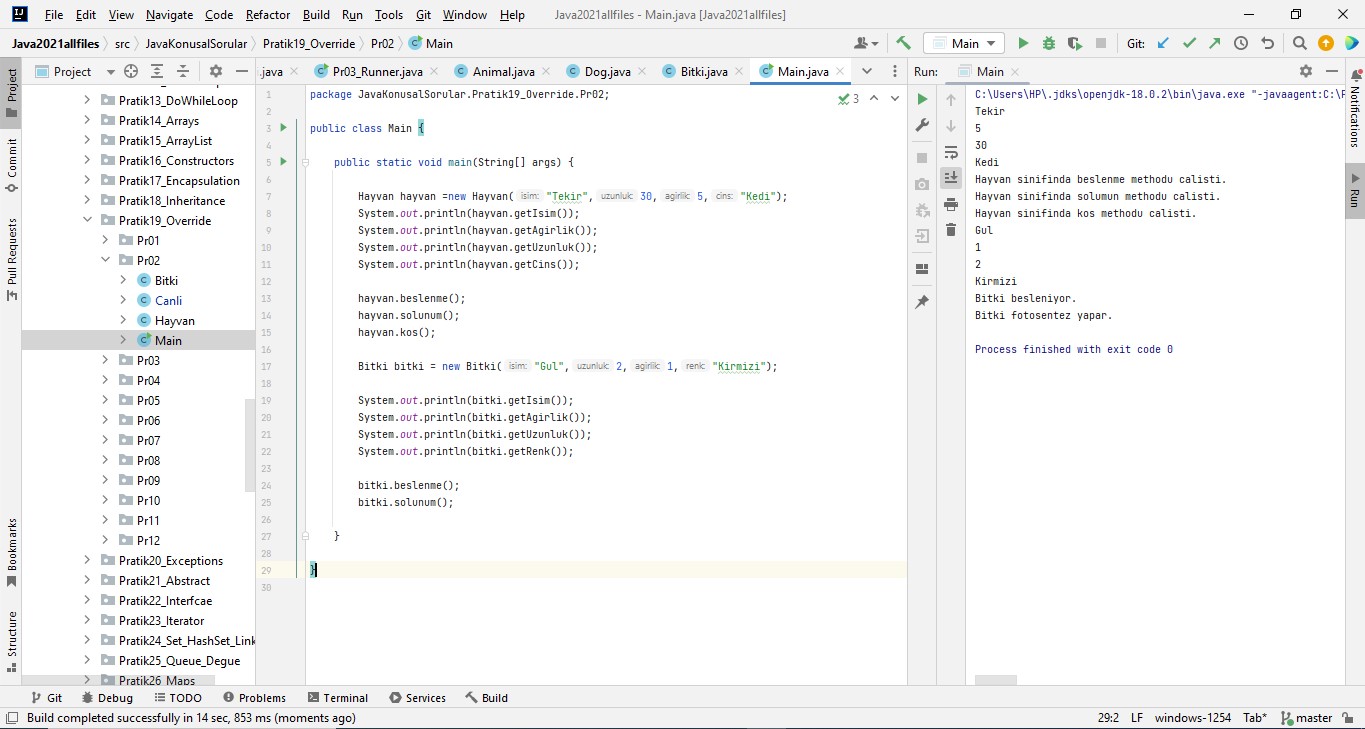 File Edit View Navigate Code Refactor Build Run Tools Git Window Help Java2021allfiles - Main.java [Java2021allfiles]
Java2021allfiles src JavaKonusalSorular Pratik19_Override Pr02 Main Main Git:
Project .java Pr03_Runner.java Animal.java Dog.java Bitki.java Main.java Run: Main
Project
Commit
Pull Requests
Bookmarks
Structure
Pratik13_DoWhileLoop
Pratik14_Arrays
Pratik15_ArrayList
Pratik16_Constructors
Pratik17_Encapsulation
Pratik18_Inheritance
Pratik19_Override
Pr01
Pr02
Bitki
Canli
Hayvan
Main
Pr03
Pr04
Pr05
Pr06
Pr07
Pr08
Pr09
Pr10
Pr11
Pr12
Pratik20_Exceptions
Pratik21_Abstract
Pratik22_Interfcae
Pratik23_Iterator
Pratik24_Set_HashSet_Link
Pratik25_Queue_Degue
Pratik26_Maps
1 package JavaKonusalSorular.Pratik19_Override.Pr02; 3
2
3 public class Main {
4
5 public static void main(String[] args) {
6
7 Hayvan hayvan =new Hayvan( isim: "Tekir", uzunluk: 30, agirlik: 5, cins: "Kedi");
8 System.out.println(hayvan.getIsim());
9 System.out.println(hayvan.getAgirlik());
10 System.out.println(hayvan.getUzunluk());
11 System.out.println(hayvan.getCins());
12
13 hayvan.beslenme();
14 hayvan.solunum();
15 hayvan.kos();
16
17 Bitki bitki = new Bitki( isim: "Gul", uzunluk: 2, agirlik: 1, renk: "Kirmizi");
18
19 System.out.println(bitki.getIsim());
20 System.out.println(bitki.getAgirlik());
21 System.out.println(bitki.getUzunluk());
22 System.out.println(bitki.getRenk());
23
24 bitki.beslenme();
25 bitki.solunum();
26
27 }
28
29 }
30
C:\Users\HP\.jdks\openjdk-18.0.2\bin\java.exe "-javaagent:C:\P
Tekir
5
30
Kedi
Hayvan sinifinda beslenme methodu calisti.
Hayvan sinifinda solumun methodu calisti.
Hayvan sinifinda kos methodu calisti.
Gul
1
2
Kirmizi
Bitki besleniyor.
Bitki fotosentez yapar.
Process finished with exit code 0
Notifications
Run
Git Debug TODO Problems Terminal Services Build
Build completed successfully in 14 sec, 853 ms (moments ago) 29:2 LF windows-1254 Tab* master